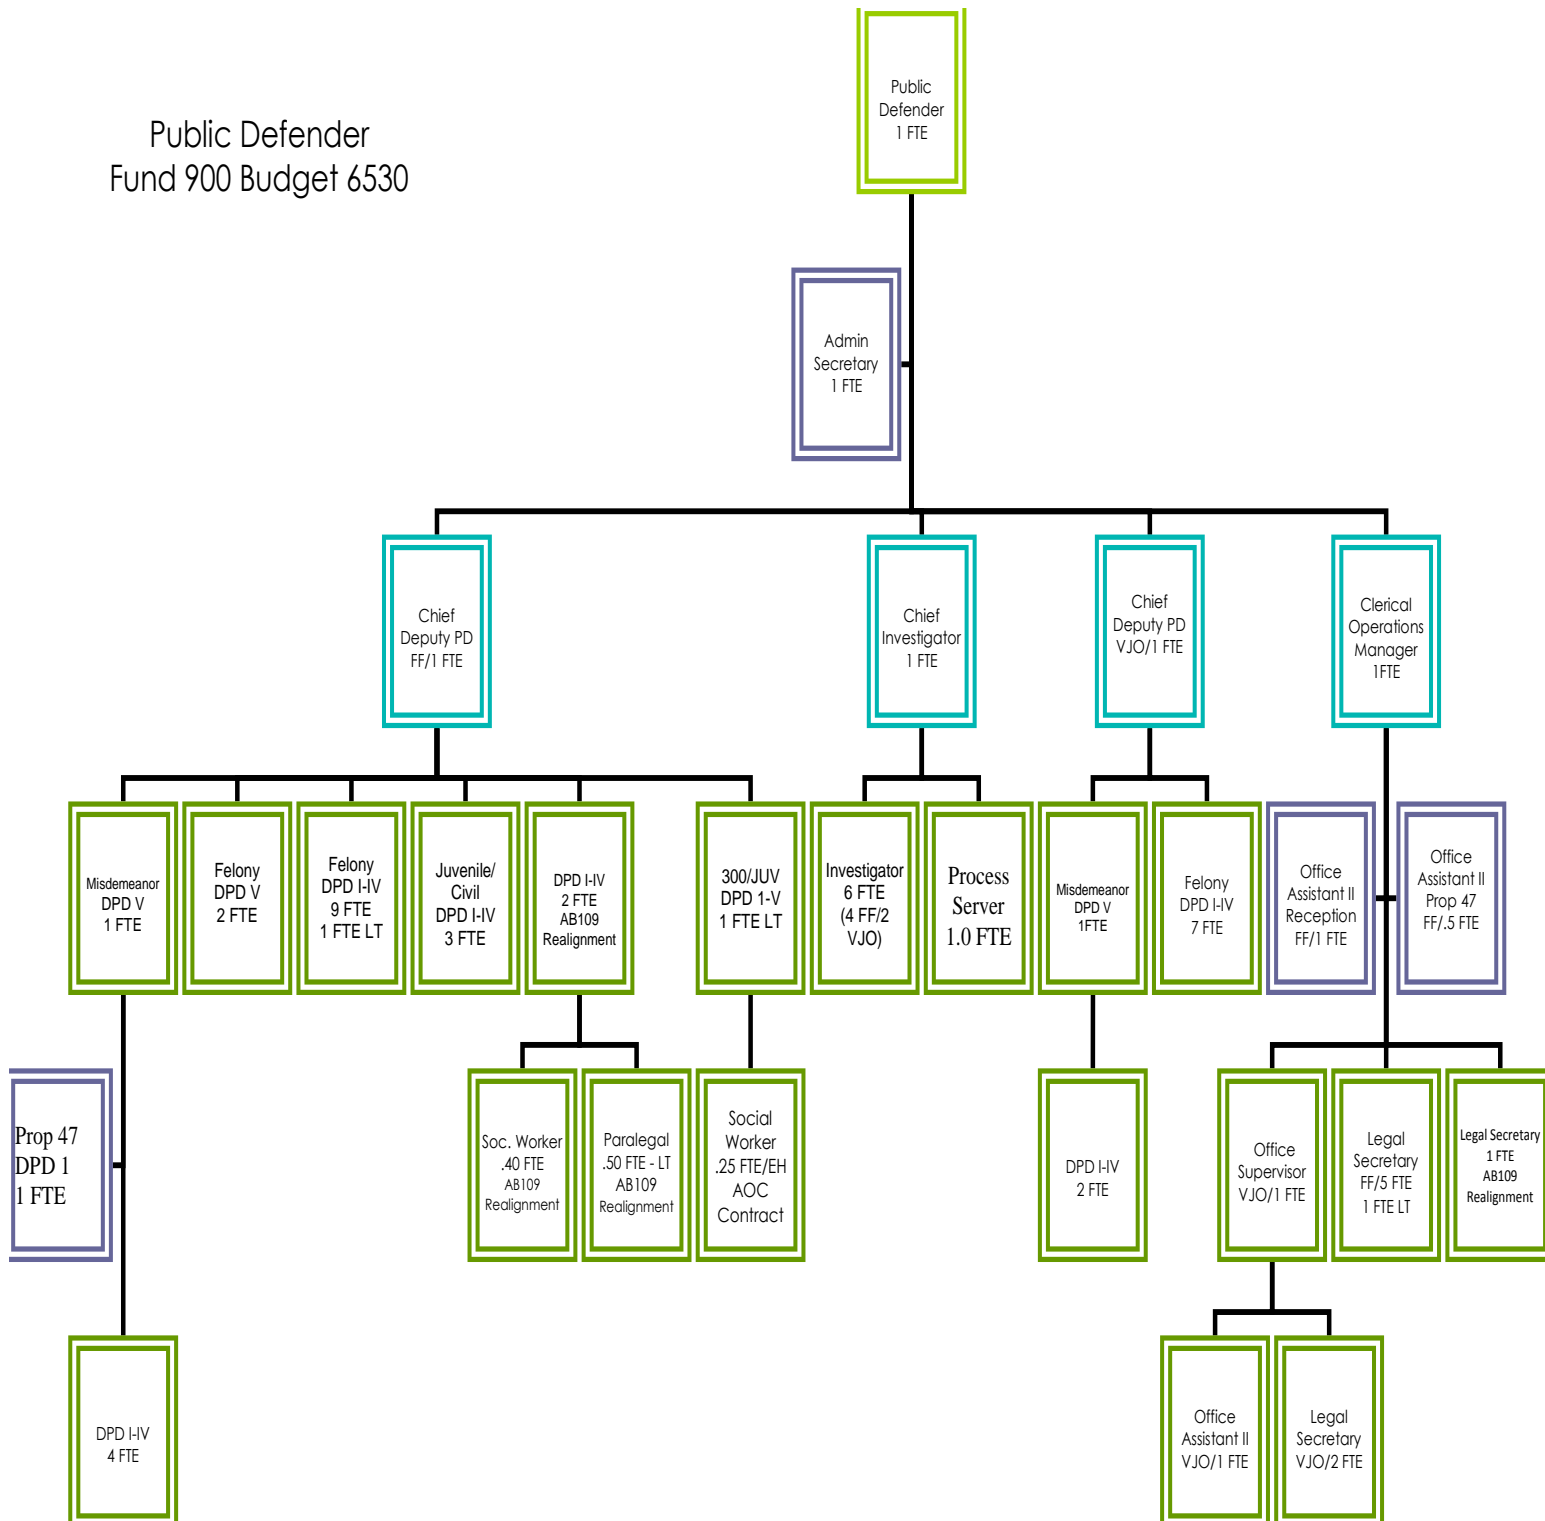 Public Defender
Fund 900 Budget 6530
Public
Defender
1 FTE
Admin
Secretary
1 FTE
Chief
Deputy PD
FF/1 FTE
Chief
Investigator
1 FTE
Chief
Deputy PD
VJO/1 FTE
Clerical
Operations
Manager
1FTE
Misdemeanor
DPD V
1 FTE
Felony
DPD V
2 FTE
Felony
DPD I-IV
9 FTE
1 FTE LT
Juvenile/
Civil
DPD I-IV
3 FTE
DPD I-IV
2 FTE
AB109
Realignment
300/JUV
DPD 1-V
1 FTE LT
Investigator
6 FTE
(4 FF/2
VJO)
Process
Server
1.0 FTE
Misdemeanor
DPD V
1FTE
Felony
DPD I-IV
7 FTE
Office
Assistant II
Reception
FF/1 FTE
Office
Assistant II
Prop 47
FF/.5 FTE
Prop 47
DPD 1
1 FTE
Soc. Worker
.40 FTE
AB109
Realignment
Paralegal
.50 FTE - LT
AB109
Realignment
Social
Worker
.25 FTE/EH
AOC
Contract
DPD I-IV
2 FTE
Office
Supervisor
VJO/1 FTE
Legal
Secretary
FF/5 FTE
1 FTE LT
Legal Secretary
1 FTE
AB109
Realignment
DPD I-IV
4 FTE
Office
Assistant II
VJO/1 FTE
Legal
Secretary
VJO/2 FTE